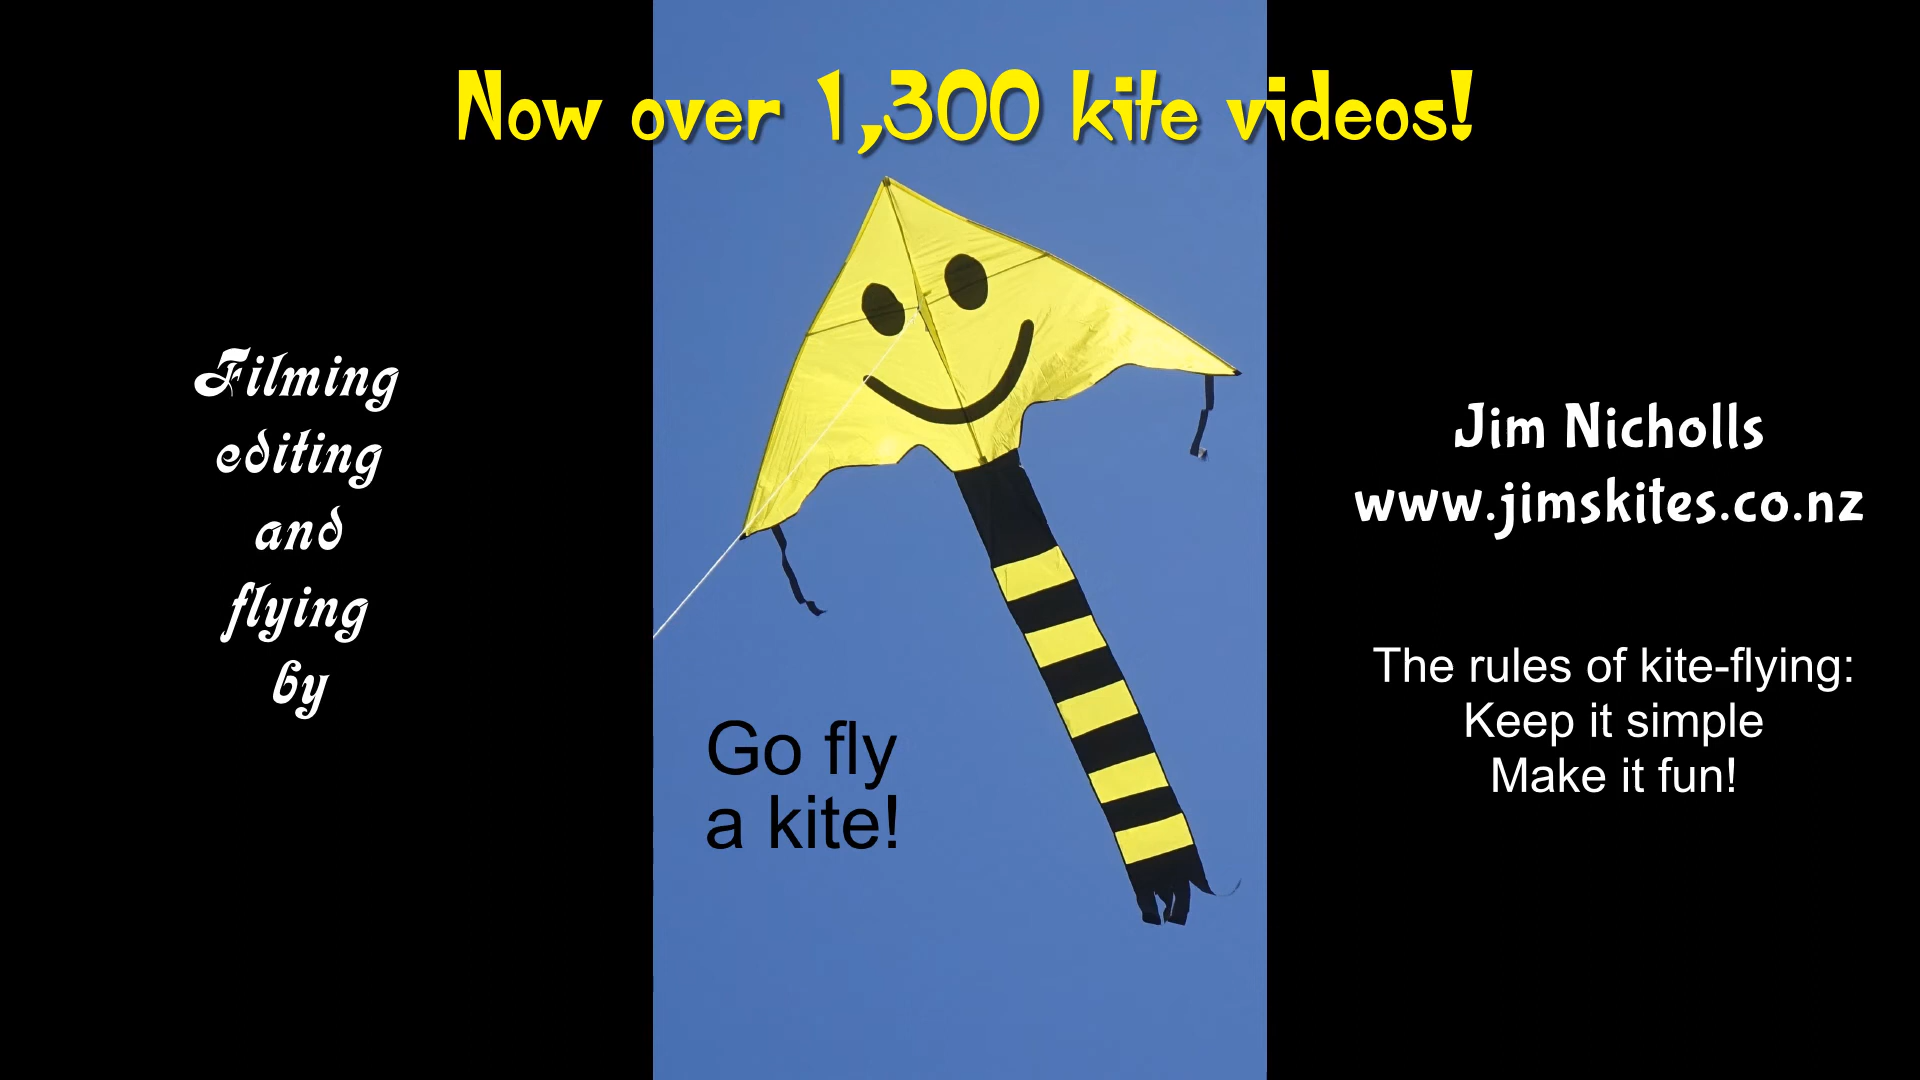 Now over 1,300 kite videos!
Filming
editing
and
flying
by
Jim Nicholls
www.jimskites.co.nz
The rules of kite-flying:
Keep it simple
Make it fun!
Go fly
a kite!